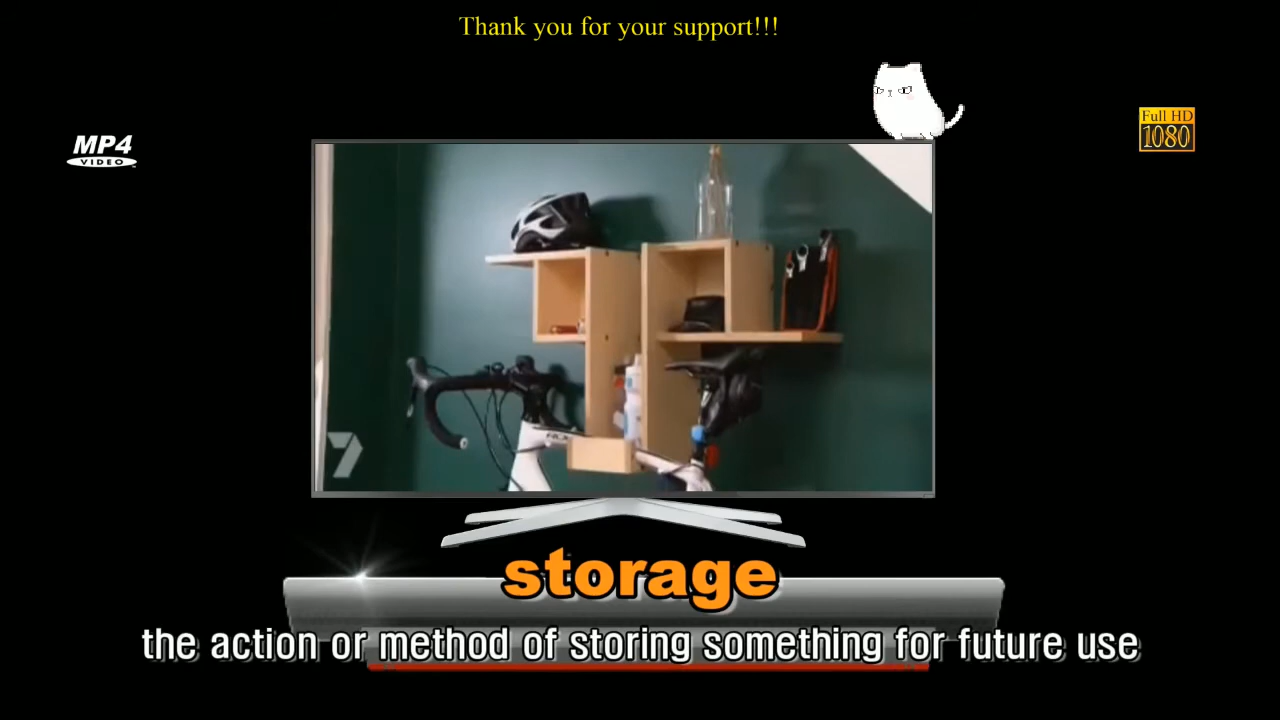 Thank you for your support!!!
Full HD
1080
MP4
VIDEO
7
storage
the action or method of storing something for future use